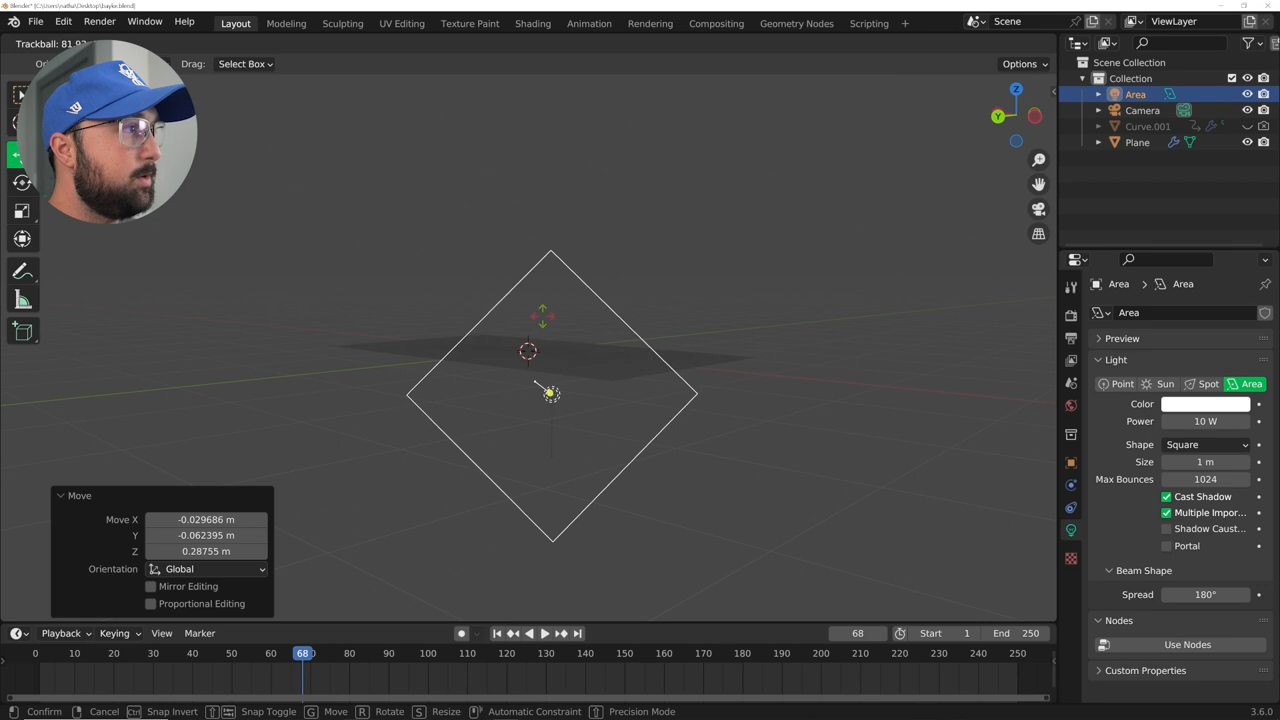 Blender* [C:\Users\natha\Desktop\bayke.blend]
File Edit Render Window Help Layout Modeling Sculpting UV Editing Texture Paint Shading Animation Rendering Compositing Geometry Nodes Scripting + Scene ViewLayer
Trackball: 81.92
Drag: Select Box Options
Scene Collection
Collection
Area
Camera
Curve.001
Plane
Z
Y
Area Area
Area
Preview
Light
Point Sun Spot Area
Color
Power 10 W
Shape Square
Size 1 m
Max Bounces 1024
Cast Shadow
Multiple Impor...
Shadow Caust...
Portal
Beam Shape
Spread 180°
Nodes
Use Nodes
Custom Properties
Move
Move X -0.029686 m
Y -0.062395 m
Z 0.28755 m
Orientation Global
Mirror Editing
Proportional Editing
Playback Keying View Marker 68 Start 1 End 250
0 10 20 30 40 50 60 68 80 90 100 110 120 130 140 150 160 170 180 190 200 210 220 230 240 250
Confirm Cancel Ctrl Snap Invert Snap Toggle G Move R Rotate S Resize Automatic Constraint Precision Mode 3.6.0